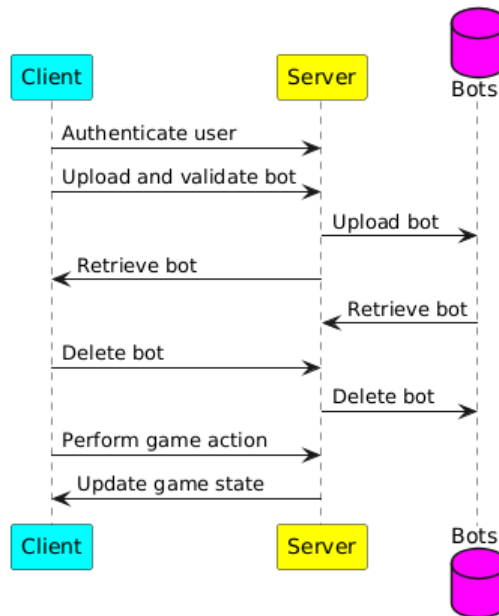 Client
Server
Bots
Authenticate user
Upload and validate bot
Upload bot
Retrieve bot
Retrieve bot
Delete bot
Delete bot
Perform game action
Update game state
Client
Server
Bots